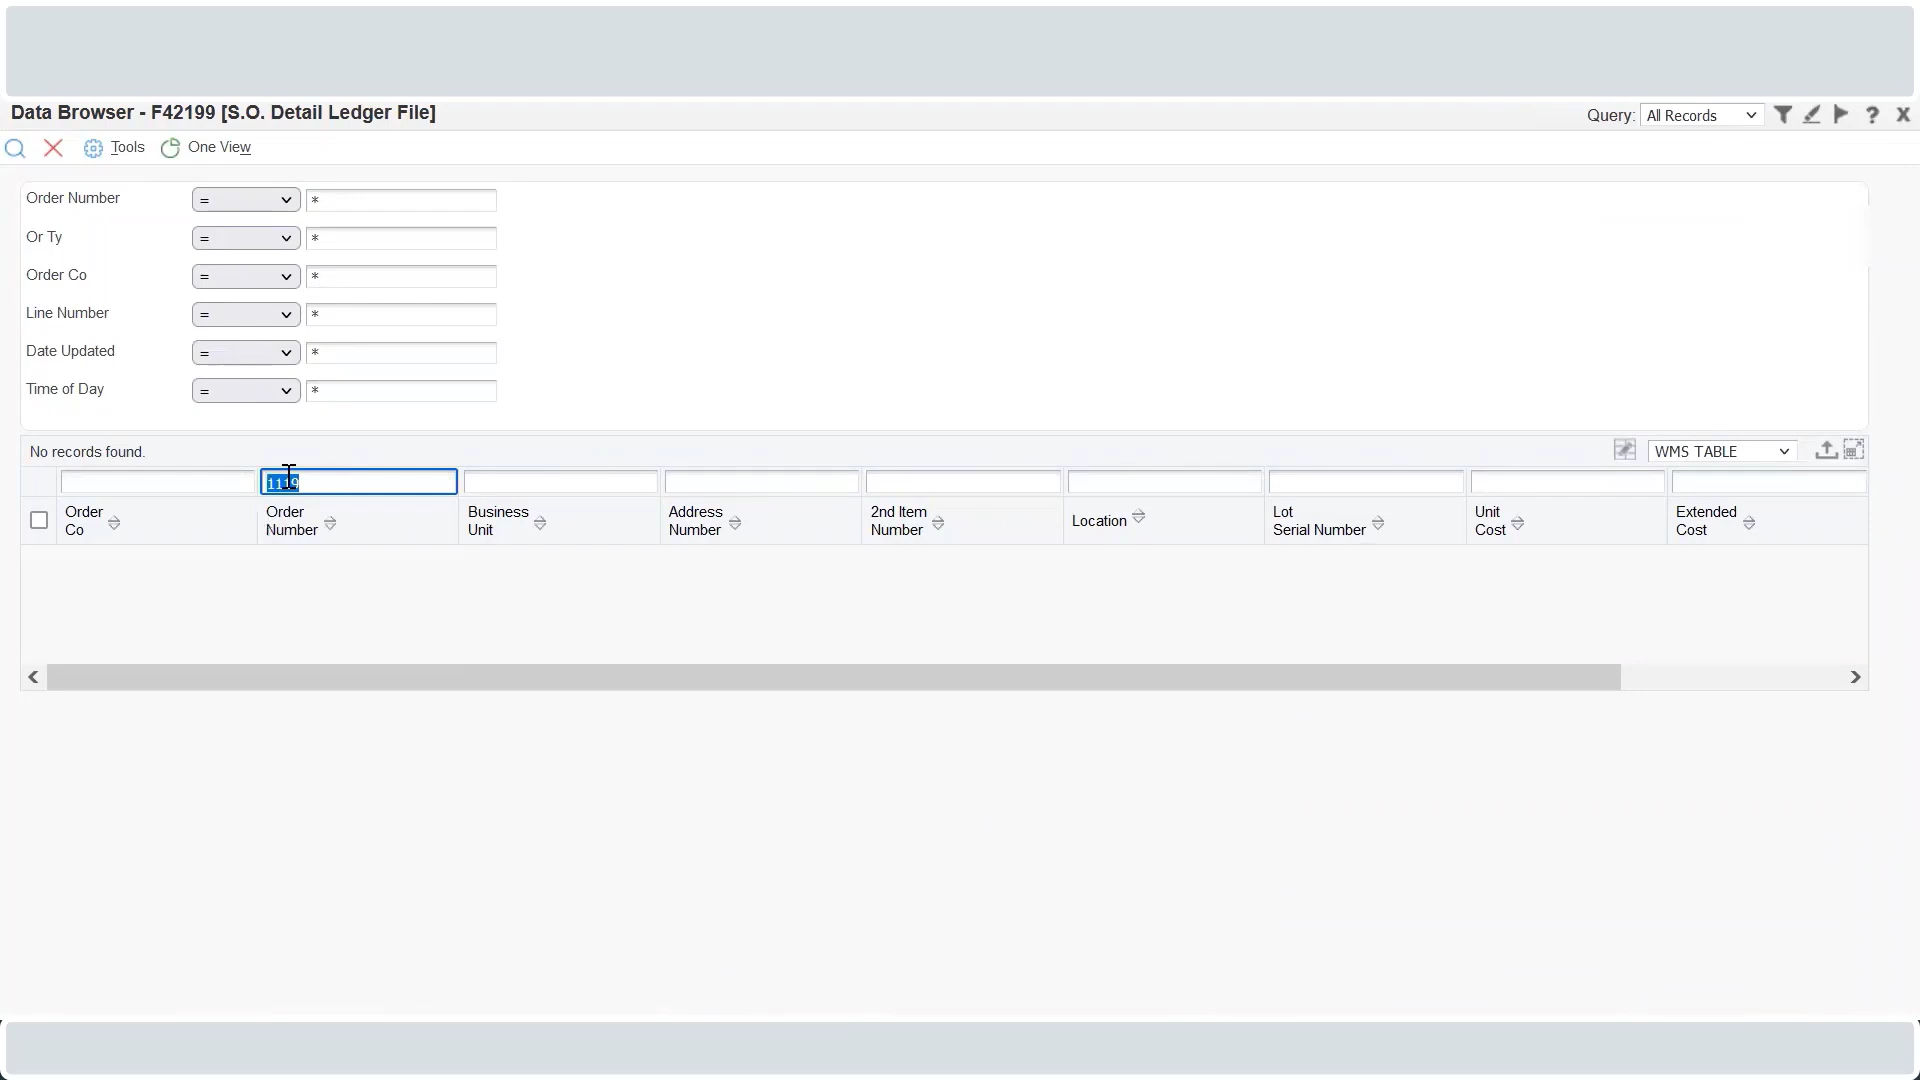 Data Browser - F42199 [S.O. Detail Ledger File]
Query: All Records
Tools One View
Order Number = *
Or Ty = *
Order Co = *
Line Number = *
Date Updated = *
Time of Day = *
No records found. WMS TABLE
1119
Order Co
Order Number
Business Unit
Address Number
2nd Item Number
Location
Lot Serial Number
Unit Cost
Extended Cost